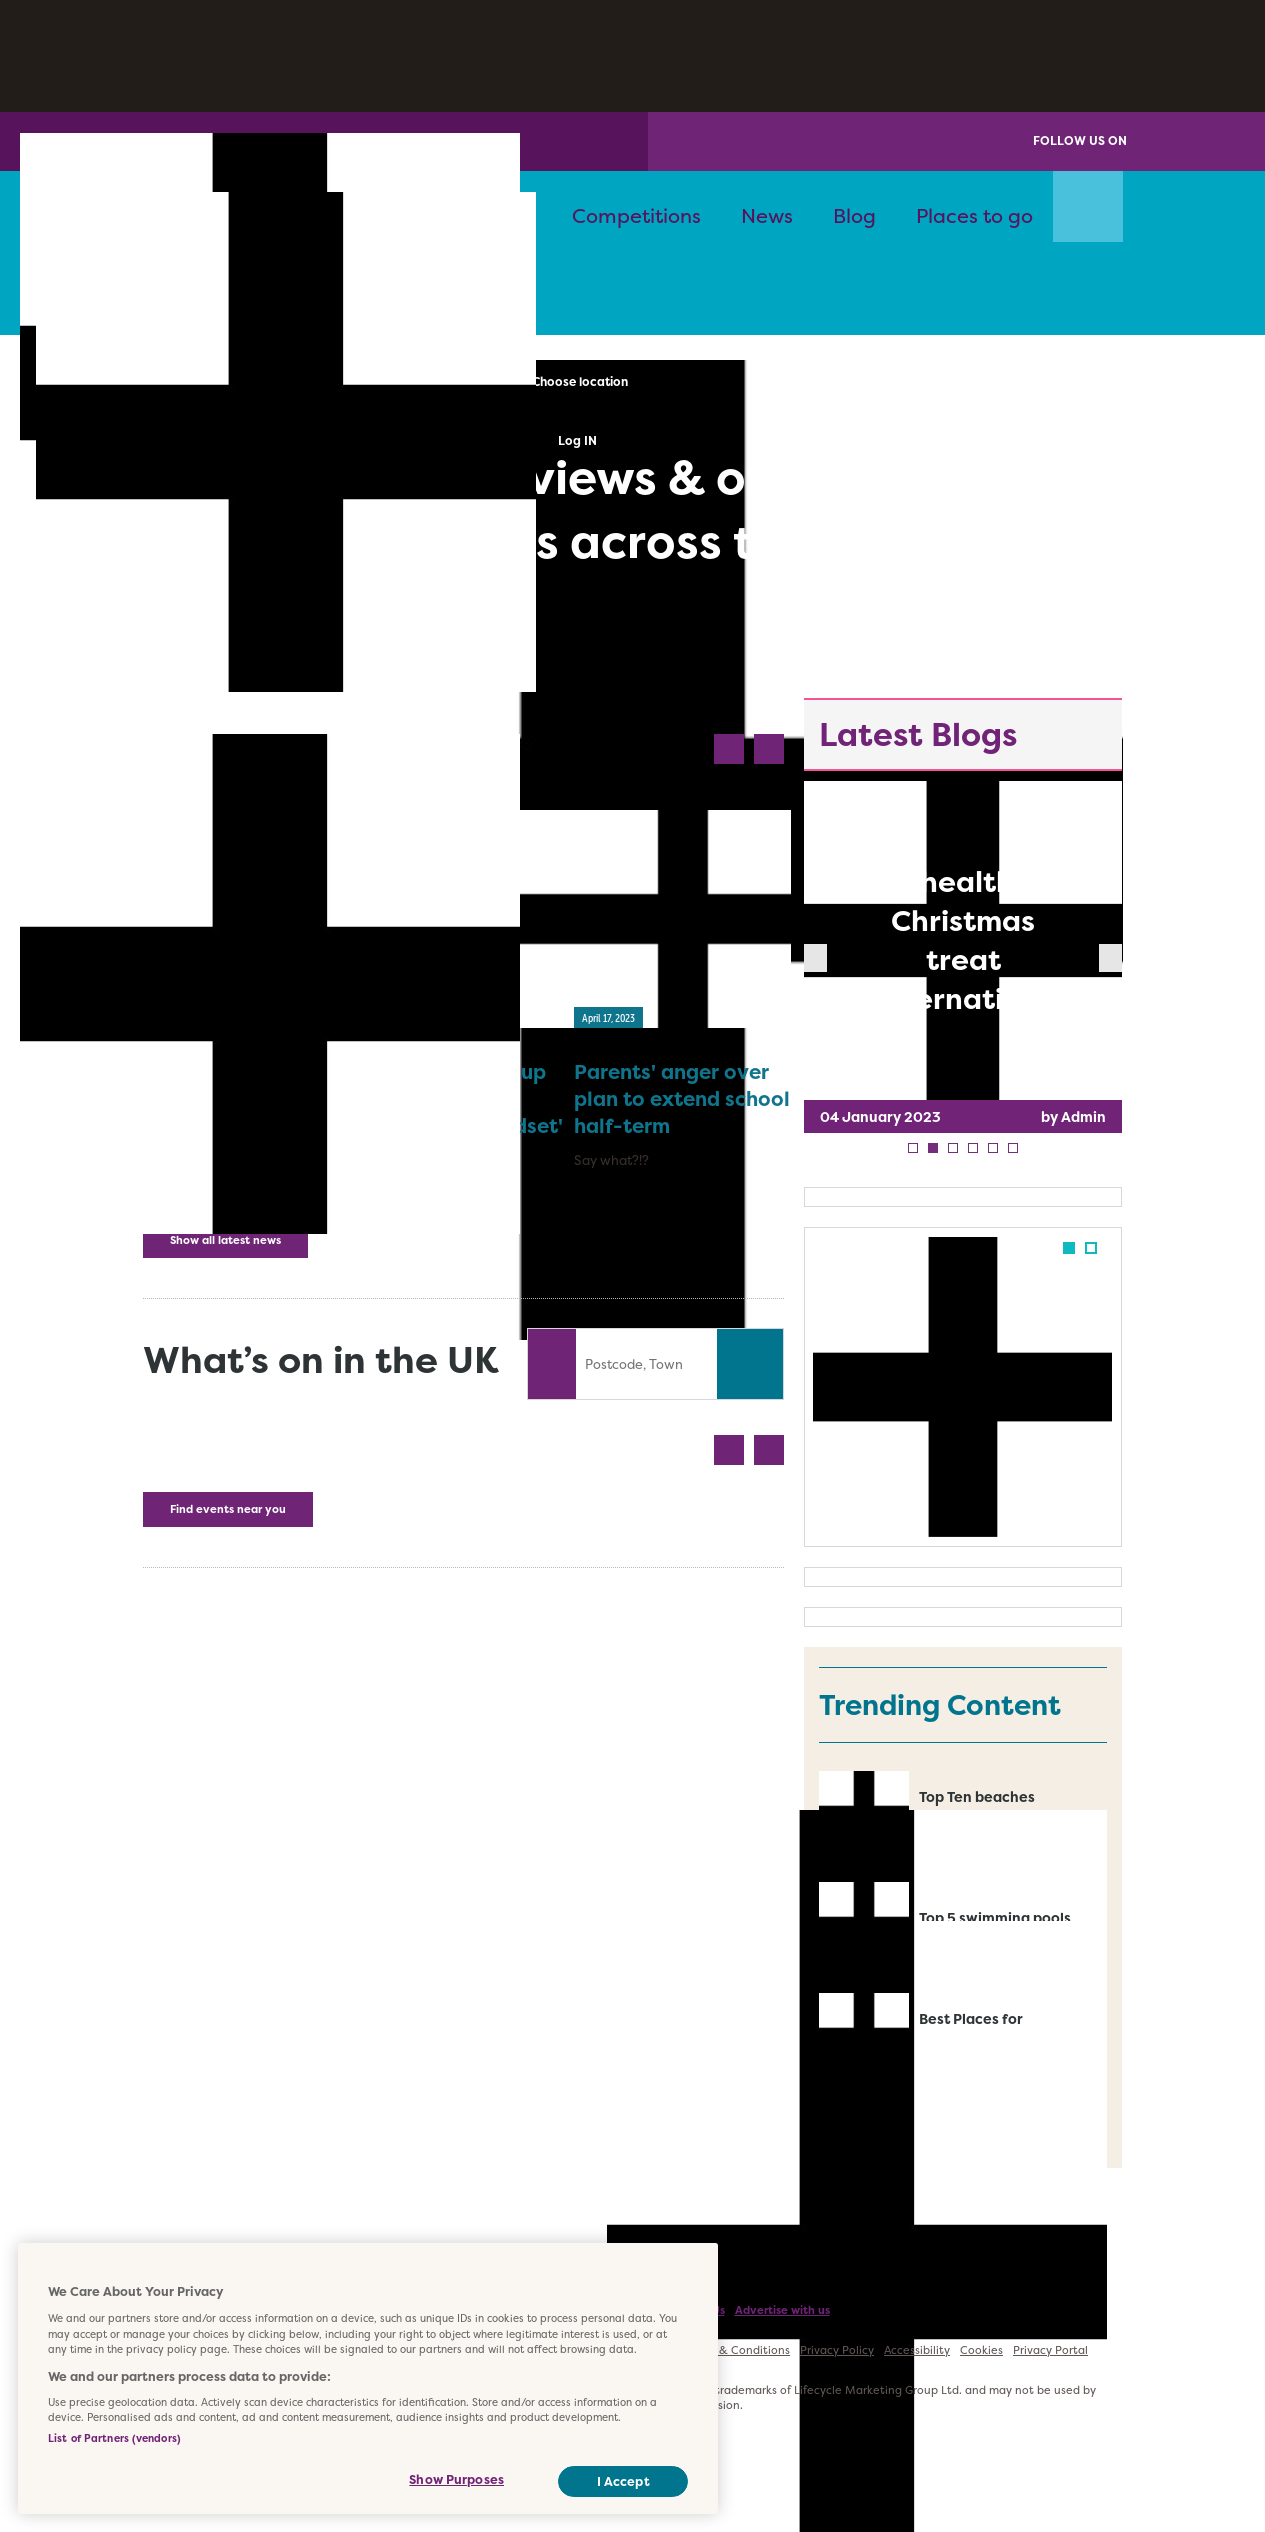 FOLLOW US ON
Competitions News Blog Places to go
Choose location
Log IN
views & o
s across t
Latest Blogs
health
Christmas
treat
ernati
04 January 2023 by Admin
April 17, 2023
up
dset'
Parents' anger over
plan to extend school
half-term
Say what?!?
Show all latest news
What's on in the UK
Postcode, Town
Find events near you
Trending Content
Top Ten beaches
Top 5 swimming pools
Best Places for
Advertise with us
& Conditions Privacy Policy Accessibility Cookies Privacy Portal
trademarks of Lifecycle Marketing Group Ltd. and may not be used by
sion.
We Care About Your Privacy
We and our partners store and/or access information on a device, such as unique IDs in cookies to process personal data. You
may accept or manage your choices by clicking below, including your right to object where legitimate interest is used, or at
any time in the privacy policy page. These choices will be signaled to our partners and will not affect browsing data.
We and our partners process data to provide:
Use precise geolocation data. Actively scan device characteristics for identification. Store and/or access information on a
device. Personalised ads and content, ad and content measurement, audience insights and product development.
List of Partners (vendors)
Show Purposes
I Accept